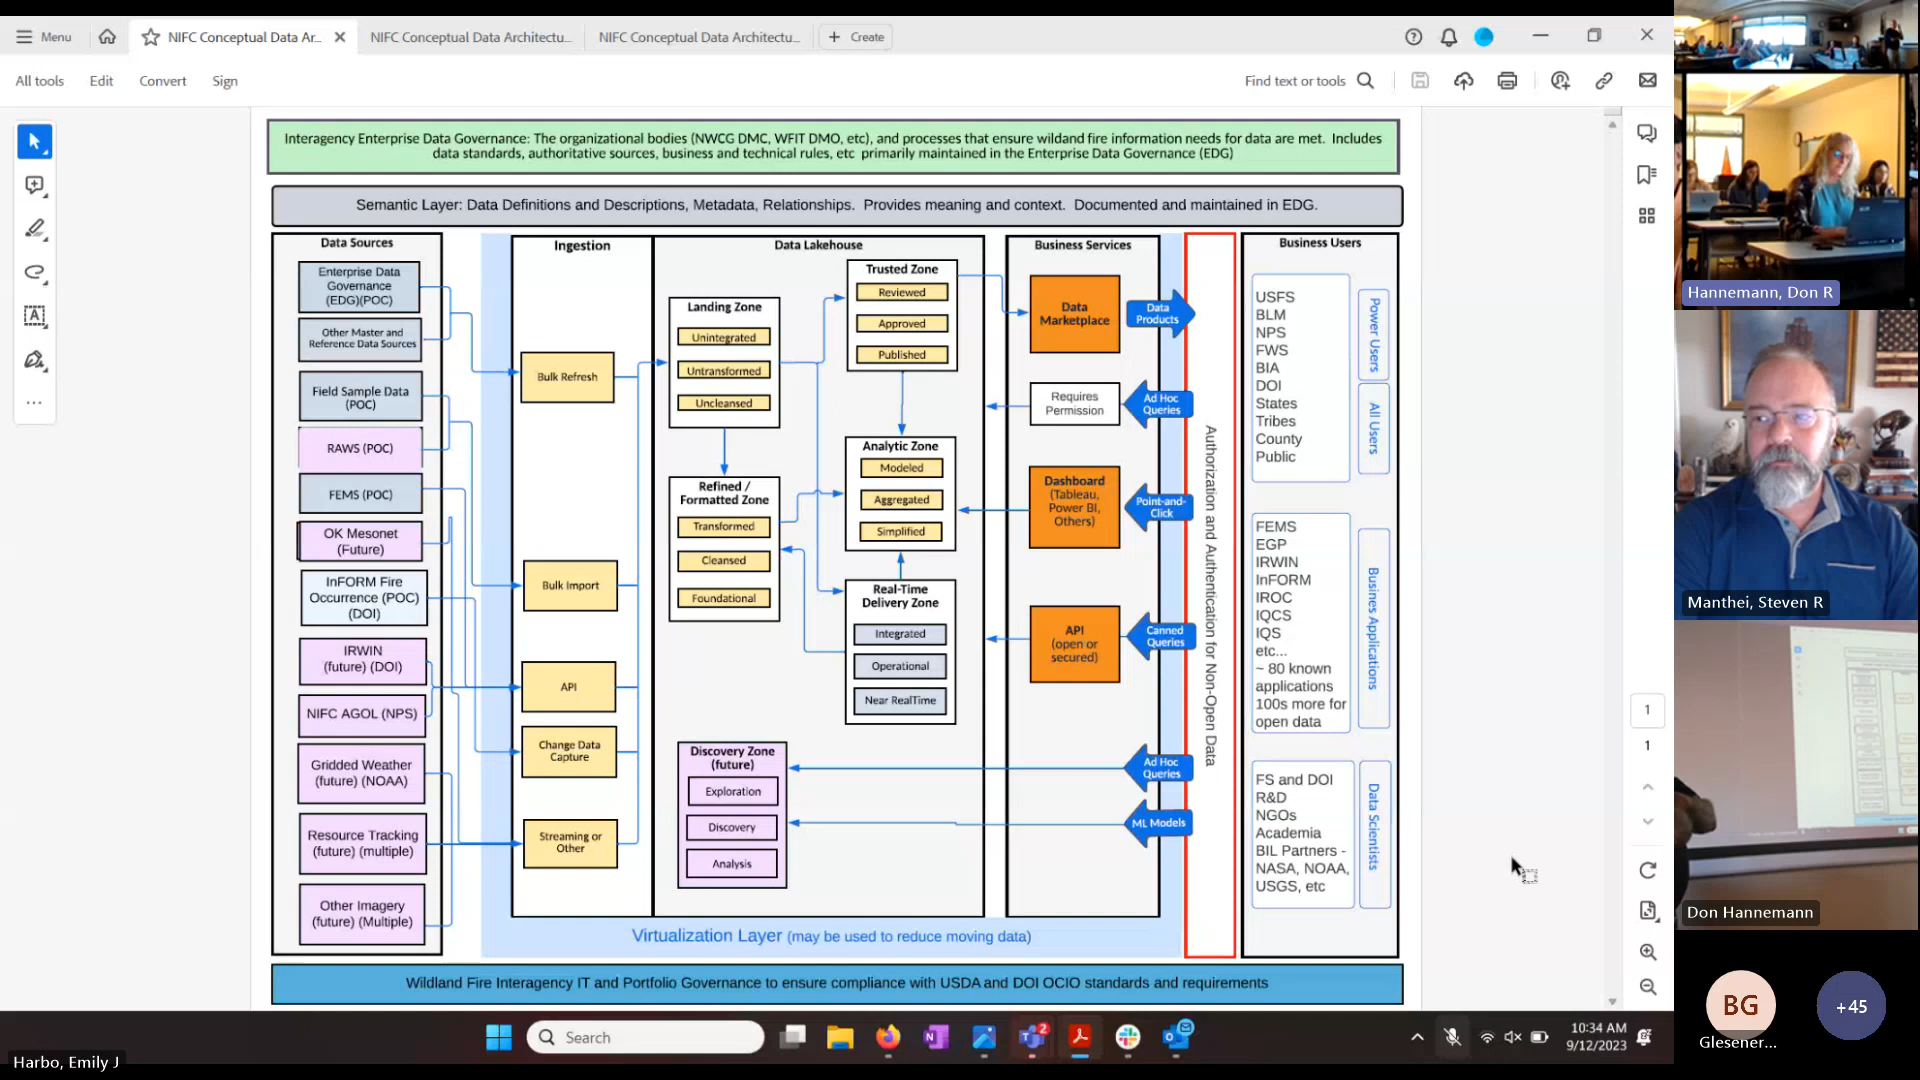 Menu
NIFC Conceptual Data Ar...
NIFC Conceptual Data Architectu...
NIFC Conceptual Data Architectu...
Create
All tools
Edit
Convert
Sign
Find text or tools
Interagency Enterprise Data Governance: The organizational bodies (NWCG DMC, WFIT DMO, etc), and processes that ensure wildand fire information needs for data are met. Includes
data standards, authoritative sources, business and technical rules, etc primarily maintained in the Enterprise Data Governance (EDG)
Semantic Layer: Data Definitions and Descriptions, Metadata, Relationships. Provides meaning and context. Documented and maintained in EDG.
Data Sources
Enterprise Data
Governance
(EDG)(POC)
Other Master and
Reference Data Sources
Field Sample Data
(POC)
RAWS (POC)
FEMS (POC)
OK Mesonet
(Future)
InFORM Fire
Occurrence (POC)
(DOI)
IRWIN
(future) (DOI)
NIFC AGOL (NPS)
Gridded Weather
(future) (NOAA)
Resource Tracking
(future) (multiple)
Other Imagery
(future) (Multiple)
Ingestion
Bulk Refresh
Bulk Import
API
Change Data
Capture
Streaming or
Other
Data Lakehouse
Landing Zone
Unintegrated
Untransformed
Uncleansed
Refined /
Formatted Zone
Transformed
Cleansed
Foundational
Trusted Zone
Reviewed
Approved
Published
Analytic Zone
Modeled
Aggregated
Simplified
Real-Time
Delivery Zone
Integrated
Operational
Near RealTime
Discovery Zone
(future)
Exploration
Discovery
Analysis
Business Services
Data
Marketplace
Requires
Permission
Dashboard
(Tableau,
Power BI,
Others)
API
(open or
secured)
Data
Products
Ad Hoc
Queries
Point-and-
Click
Canned
Queries
Ad Hoc
Queries
ML Models
Authorization and Authentication for Non-Open Data
Business Users
USFS
BLM
NPS
FWS
BIA
DOI
States
Tribes
County
Public
Power Users
All Users
FEMS
EGP
IRWIN
InFORM
IROC
IQCS
IQS
etc...
~ 80 known
applications
100s more for
open data
Busines Applications
FS and DOI
R&D
NGOs
Academia
BIL Partners -
NASA, NOAA,
USGS, etc
Data Scientists
Virtualization Layer (may be used to reduce moving data)
Wildland Fire Interagency IT and Portfolio Governance to ensure compliance with USDA and DOI OCIO standards and requirements
1
1
Search
2
10:34 AM
9/12/2023
Harbo, Emily J
Hannemann, Don R
Manthei, Steven R
Don Hannemann
BG
Glesener...
+45